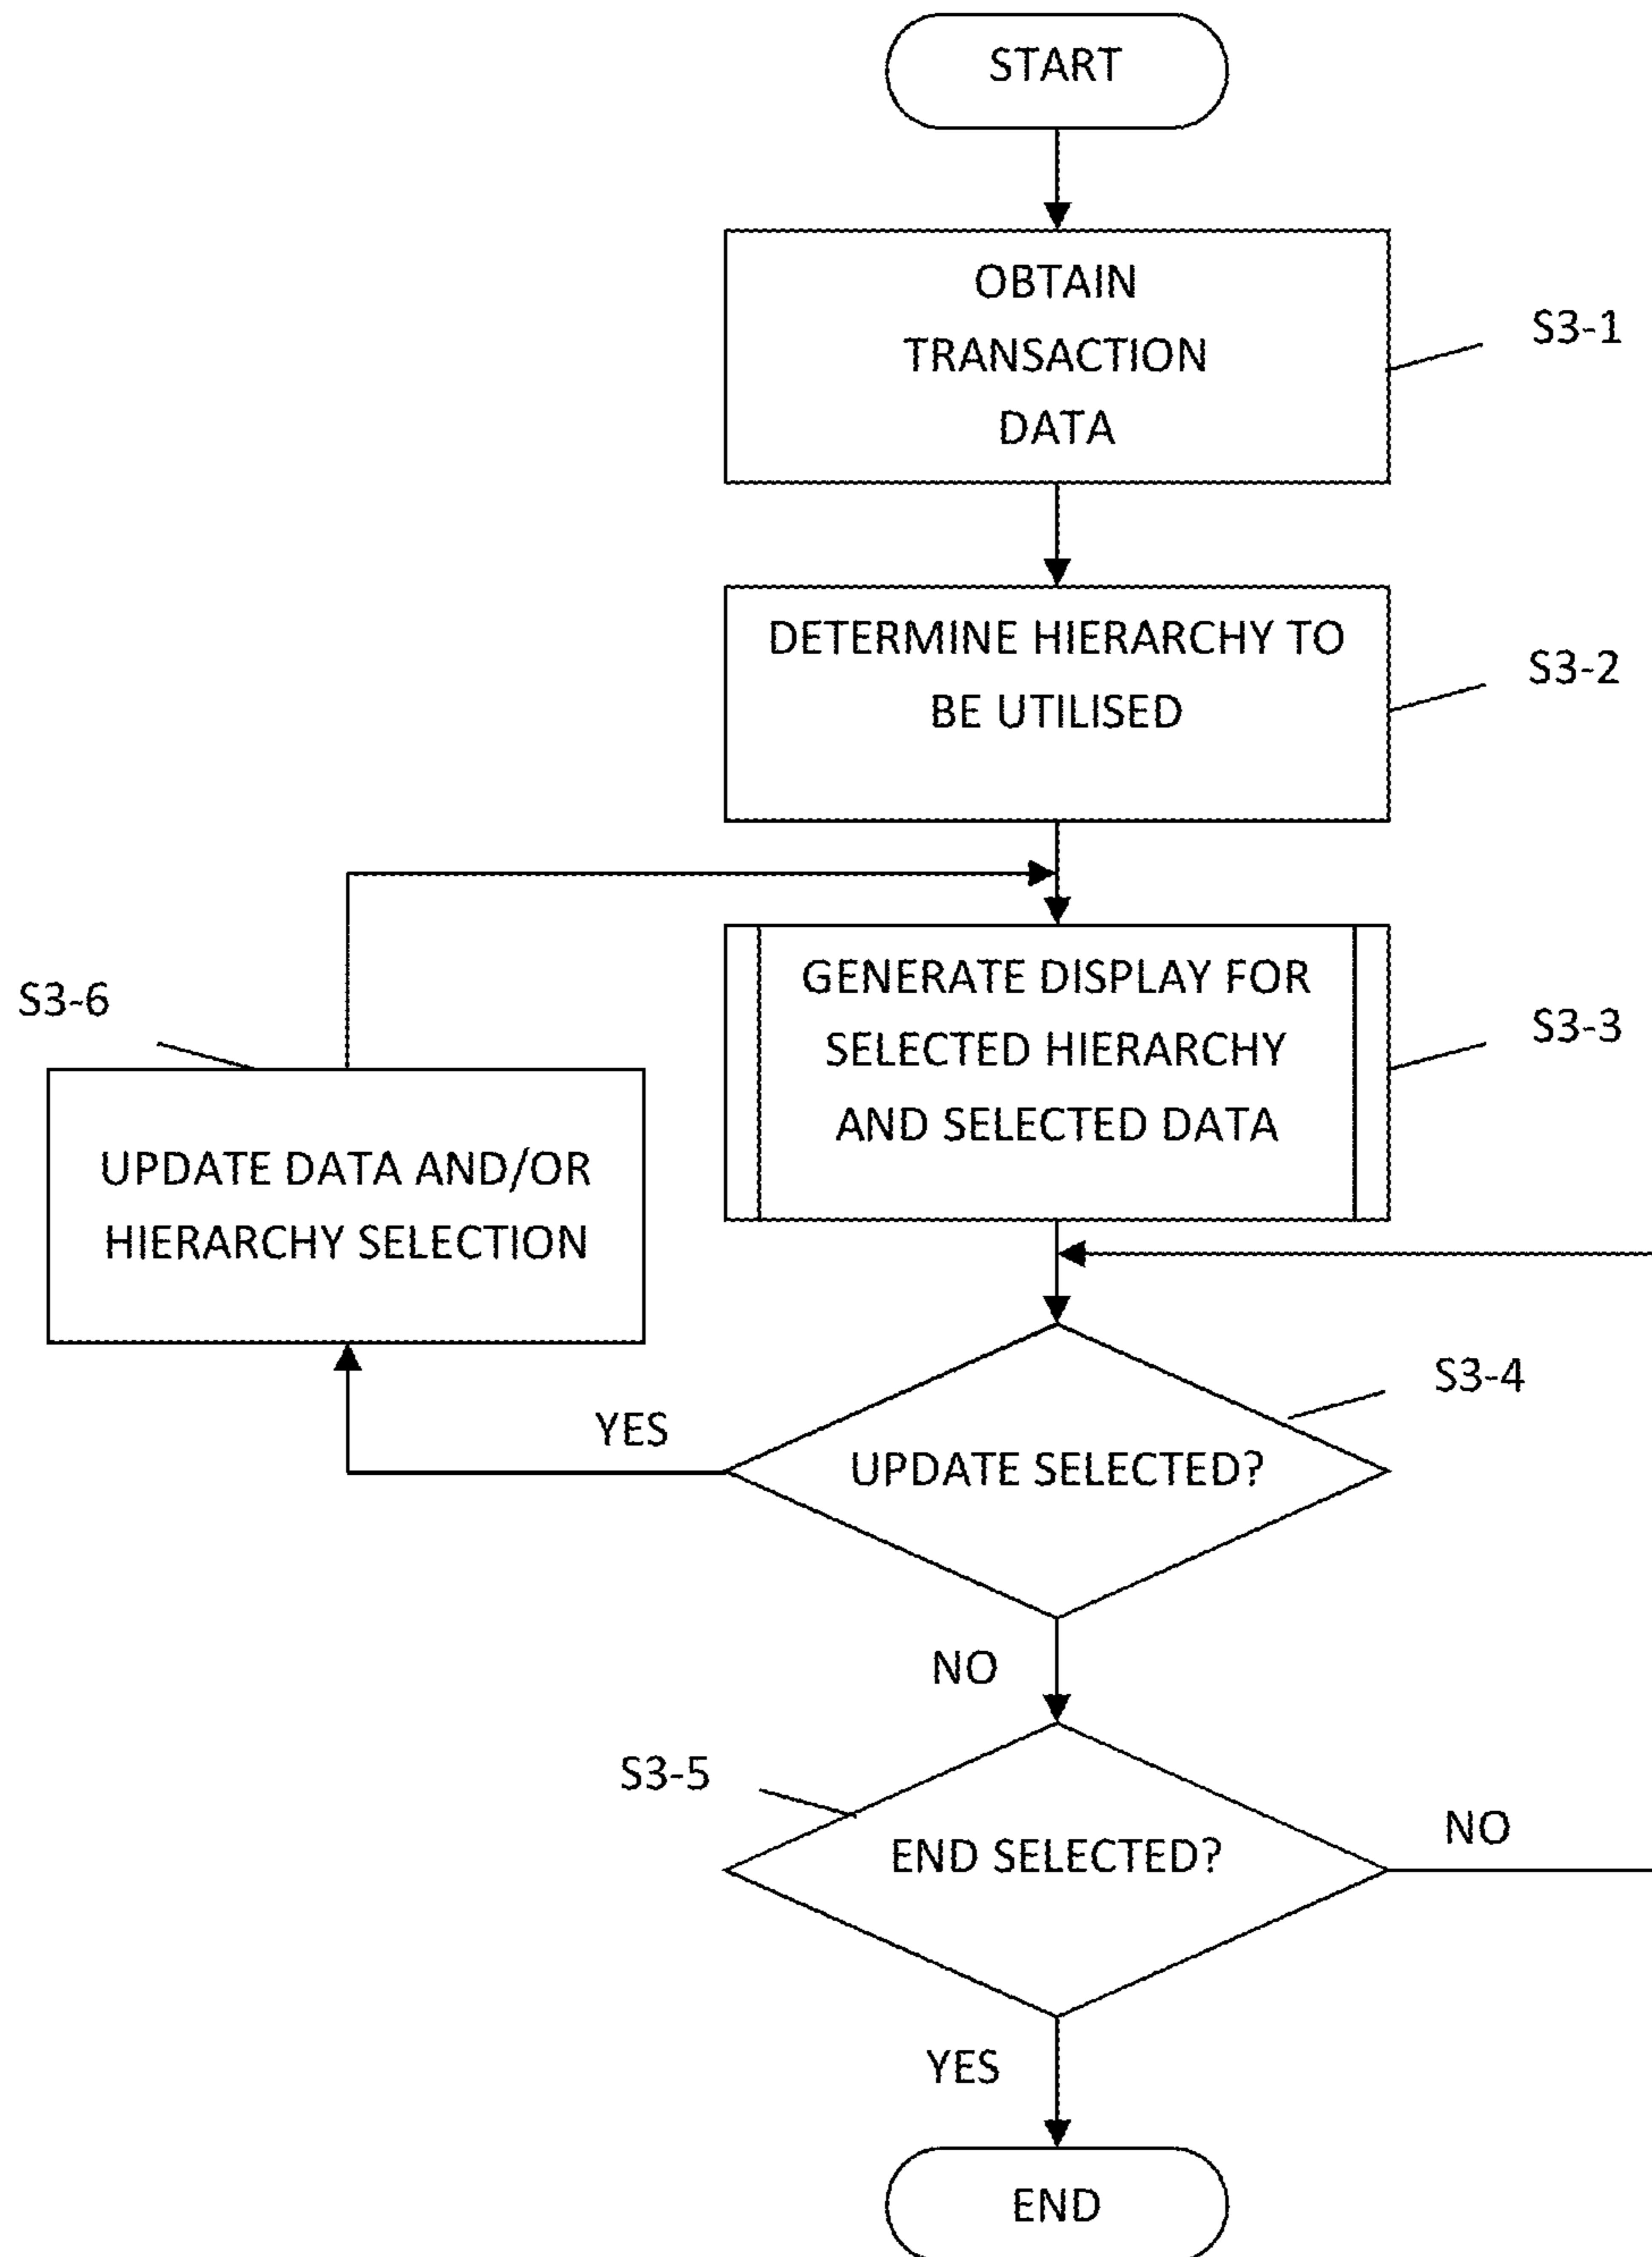 START
OBTAIN
TRANSACTION
DATA
S3-1
DETERMINE HIERARCHY TO
BE UTILISED
S3-2
GENERATE DISPLAY FOR
SELECTED HIERARCHY
AND SELECTED DATA
S3-3
S3-6
UPDATE DATA AND/OR
HIERARCHY SELECTION
S3-4
YES
UPDATE SELECTED?
NO
S3-5
END SELECTED?
NO
YES
END